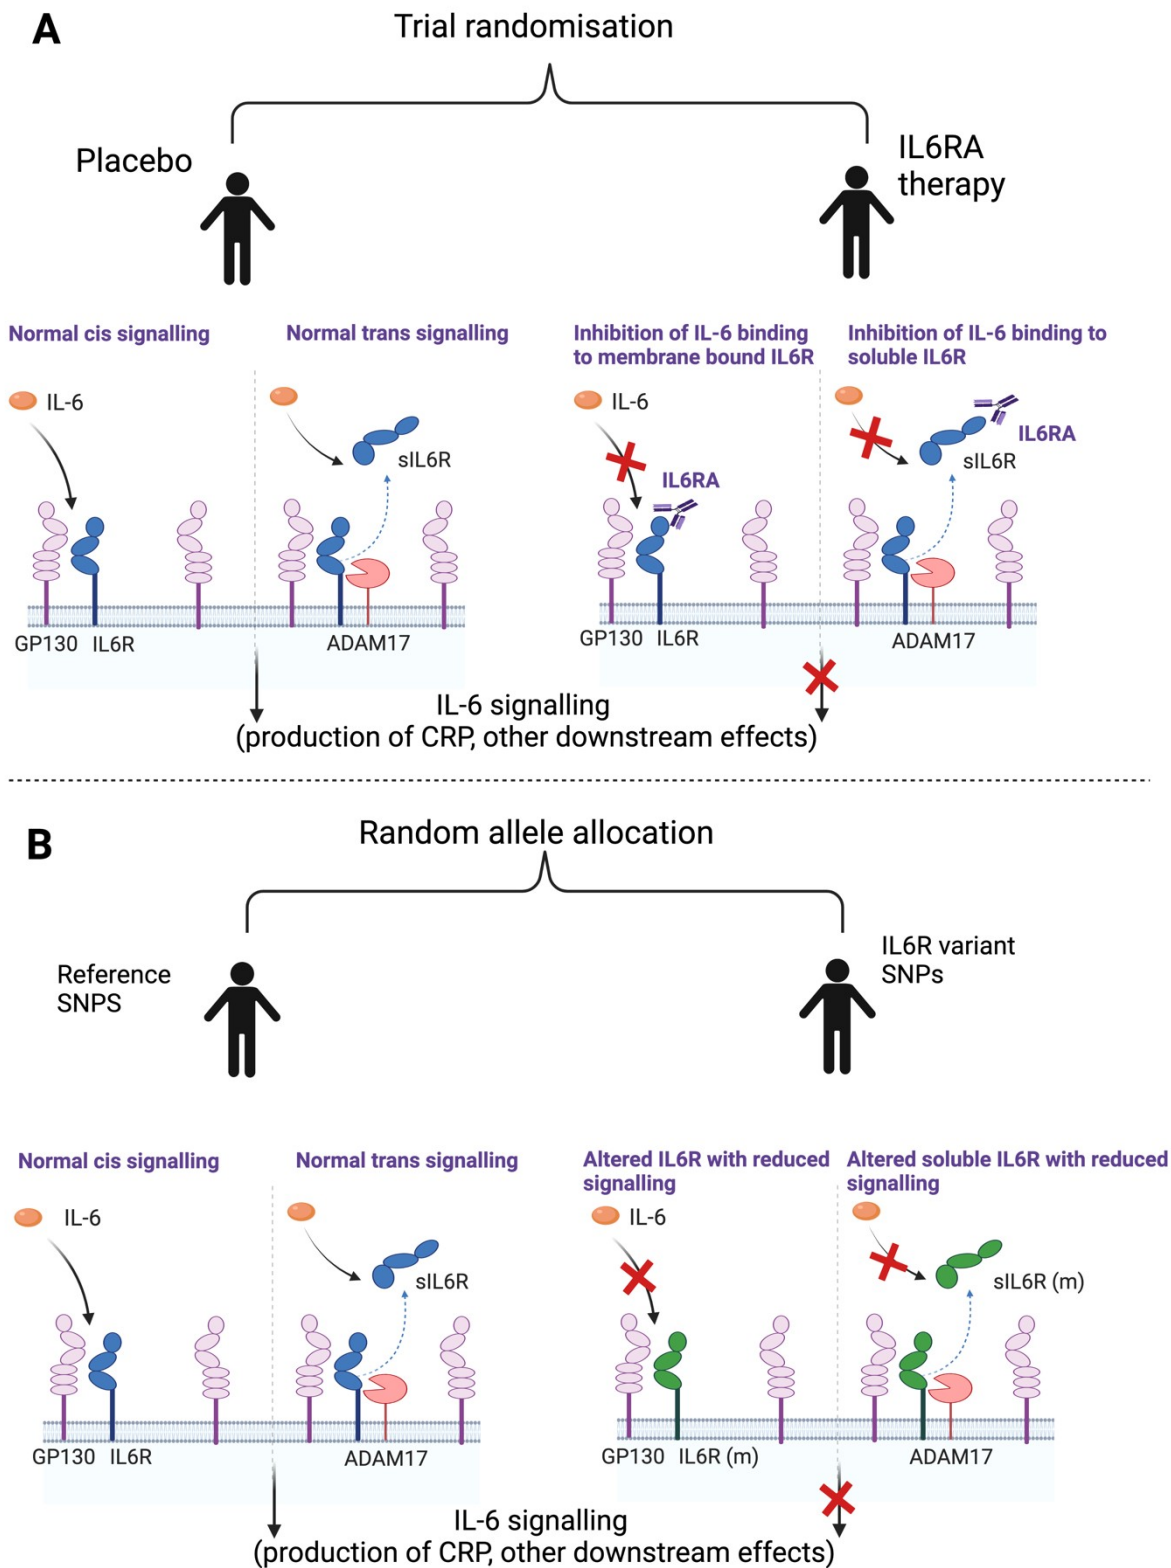 A
Trial randomisation
Placebo
IL6RA
therapy
Normal cis signalling
Normal trans signalling
Inhibition of IL-6 binding
to membrane bound IL6R
Inhibition of IL-6 binding to
soluble IL6R
IL-6
sIL6R
IL-6
IL6RA
IL6RA
sIL6R
GP130
IL6R
ADAM17
GP130
IL6R
ADAM17
IL-6 signalling
(production of CRP, other downstream effects)
B
Random allele allocation
Reference
SNPS
IL6R variant
SNPs
Normal cis signalling
Normal trans signalling
Altered IL6R with reduced
signalling
Altered soluble IL6R with reduced
signalling
IL-6
sIL6R
IL-6
sIL6R (m)
GP130
IL6R
ADAM17
GP130
IL6R (m)
ADAM17
IL-6 signalling
(production of CRP, other downstream effects)